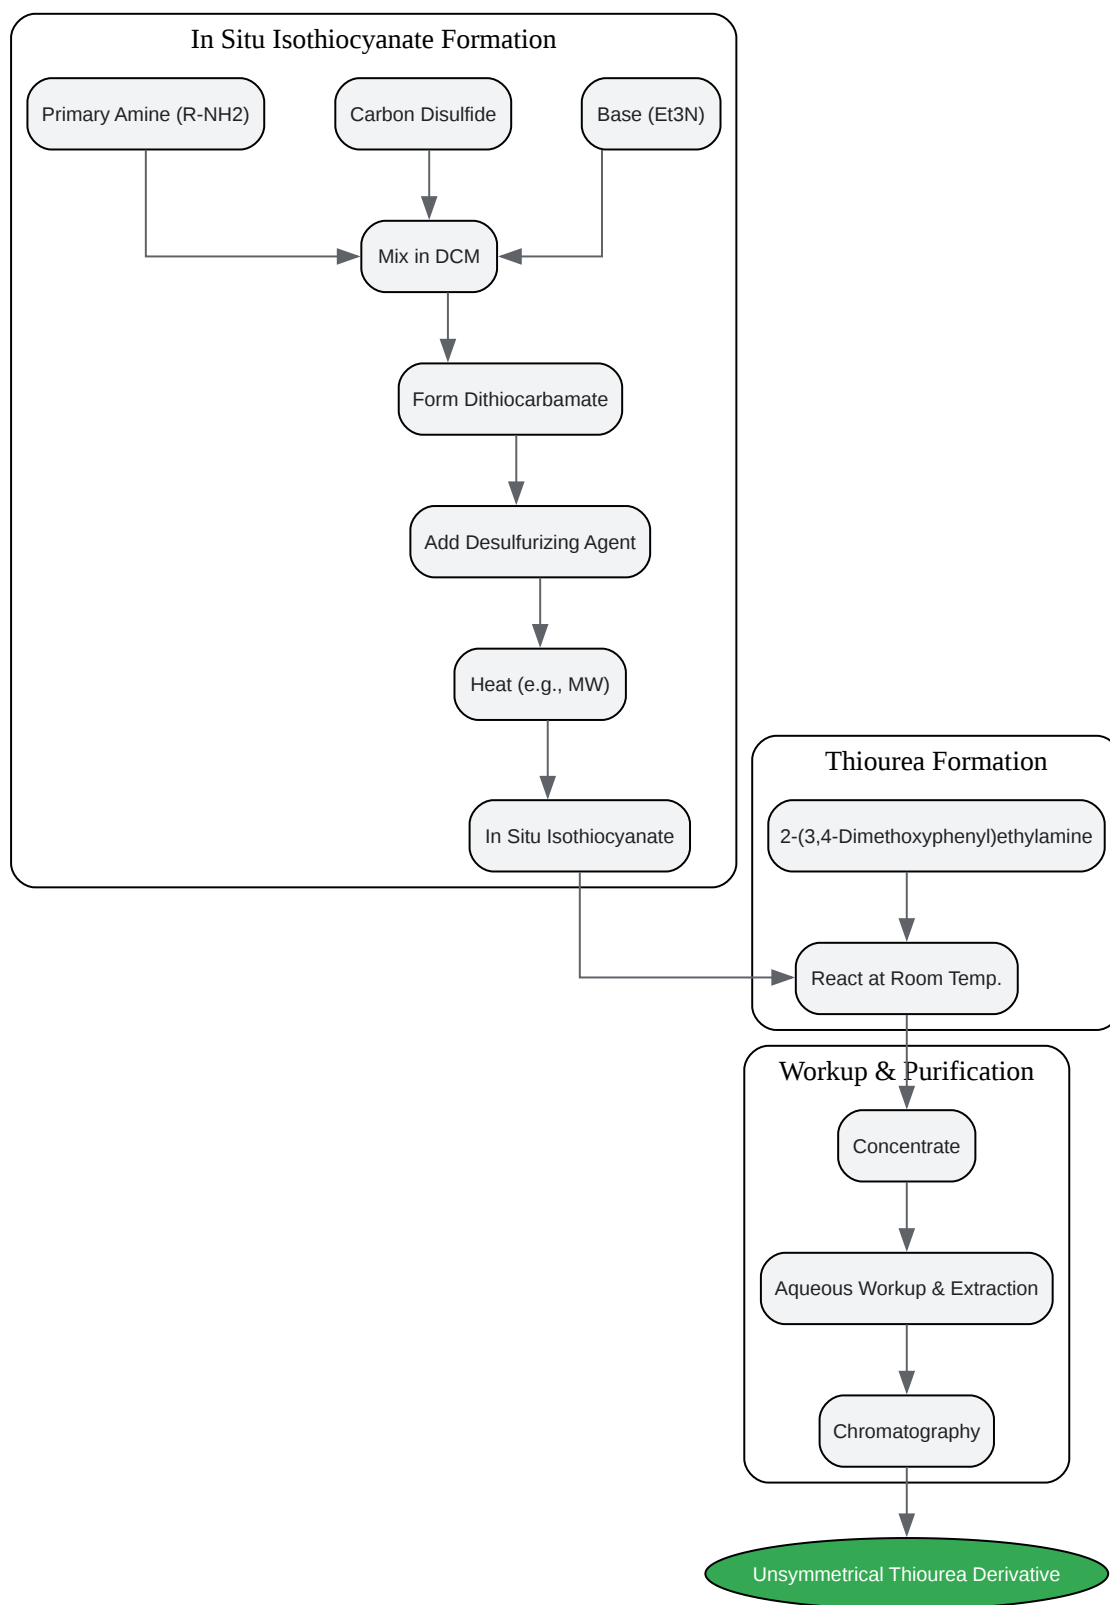 In Situ Isothiocyanate Formation
Primary Amine (R-NH2)
Carbon Disulfide
Base (Et3N)
Mix in DCM
Form Dithiocarbamate
Add Desulfurizing Agent
Heat (e.g., MW)
In Situ Isothiocyanate
Thiourea Formation
2-(3,4-Dimethoxyphenyl)ethylamine
React at Room Temp.
Workup & Purification
Concentrate
Aqueous Workup & Extraction
Chromatography
Unsymmetrical Thiourea Derivative